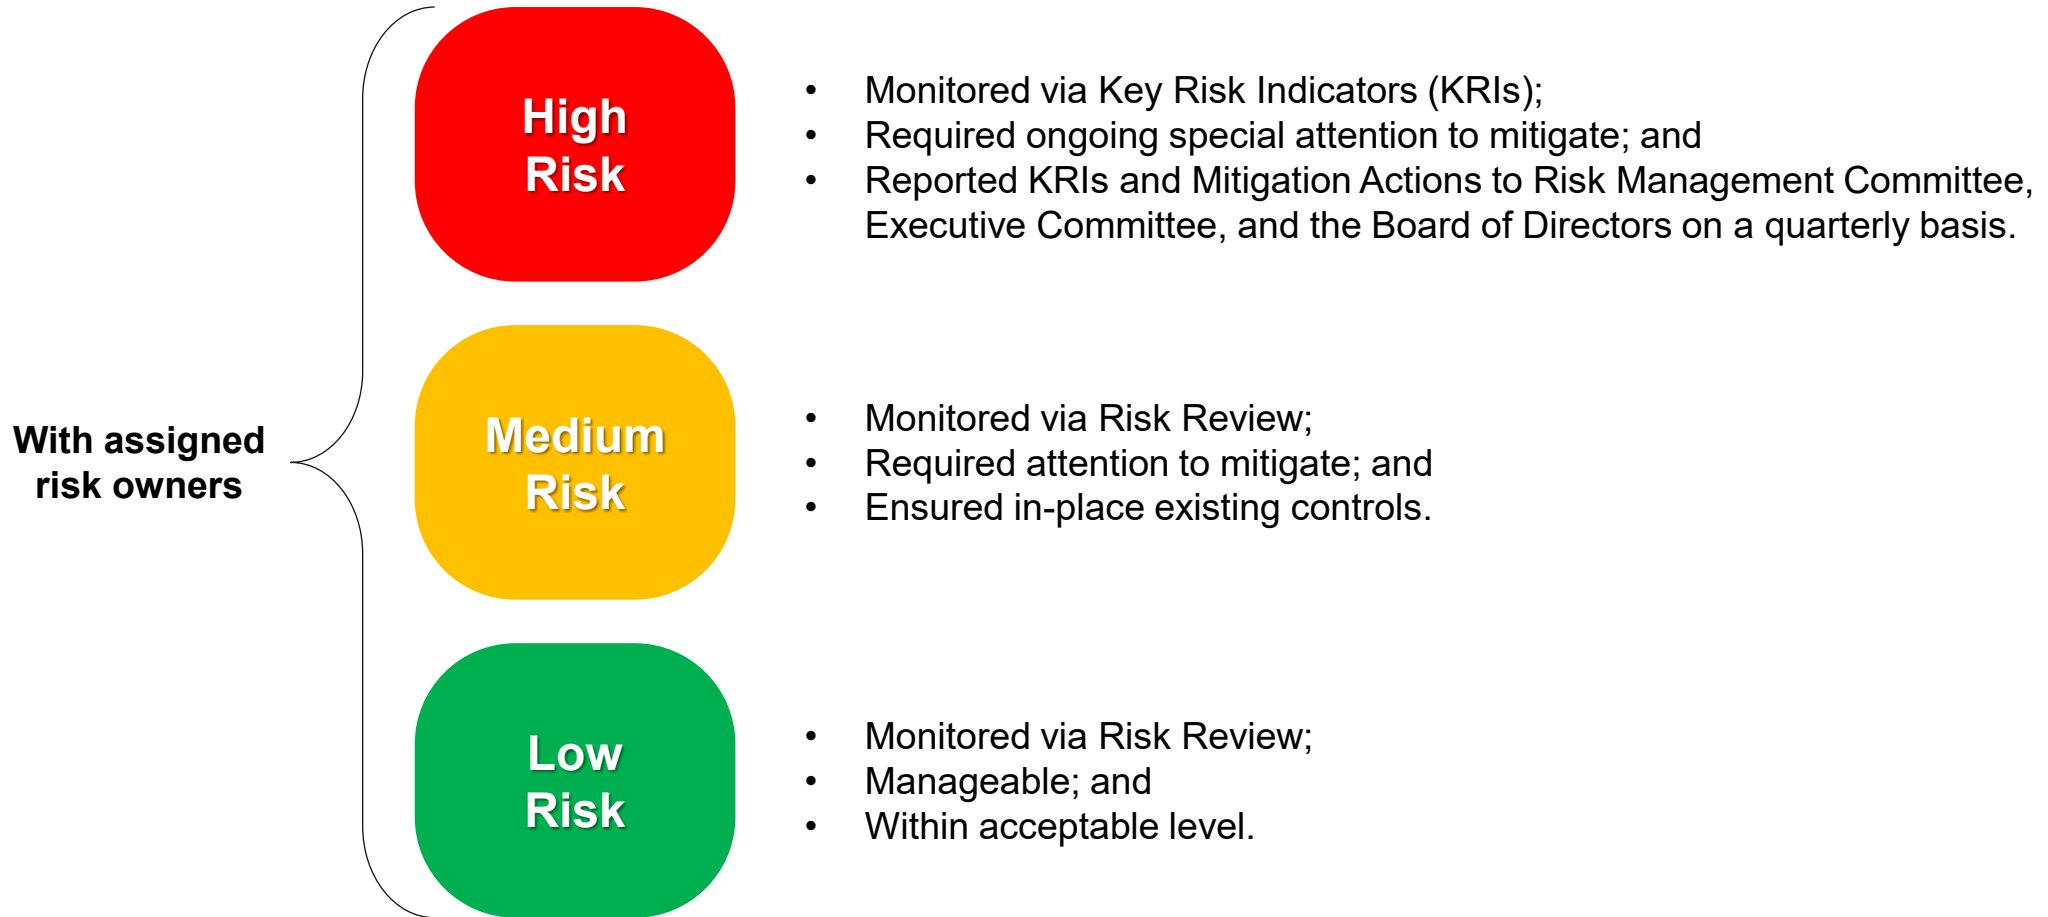 With assigned
risk owners
High
Risk
• Monitored via Key Risk Indicators (KRIs);
• Required ongoing special attention to mitigate; and
• Reported KRIs and Mitigation Actions to Risk Management Committee,
Executive Committee, and the Board of Directors on a quarterly basis.
Medium
Risk
• Monitored via Risk Review;
• Required attention to mitigate; and
• Ensured in-place existing controls.
Low
Risk
• Monitored via Risk Review;
• Manageable; and
• Within acceptable level.